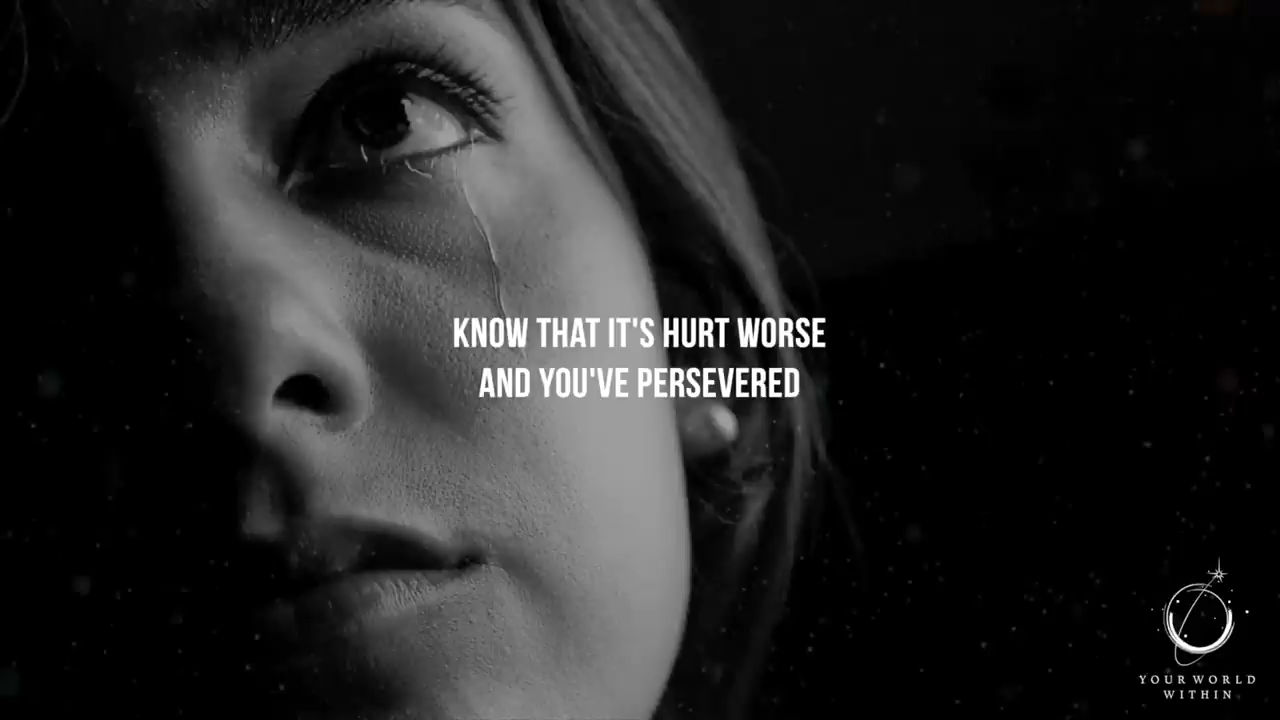 KNOW THAT IT'S HURT WORSE
AND YOU'VE PERSEVERED
YOUR WORLD
WITHIN